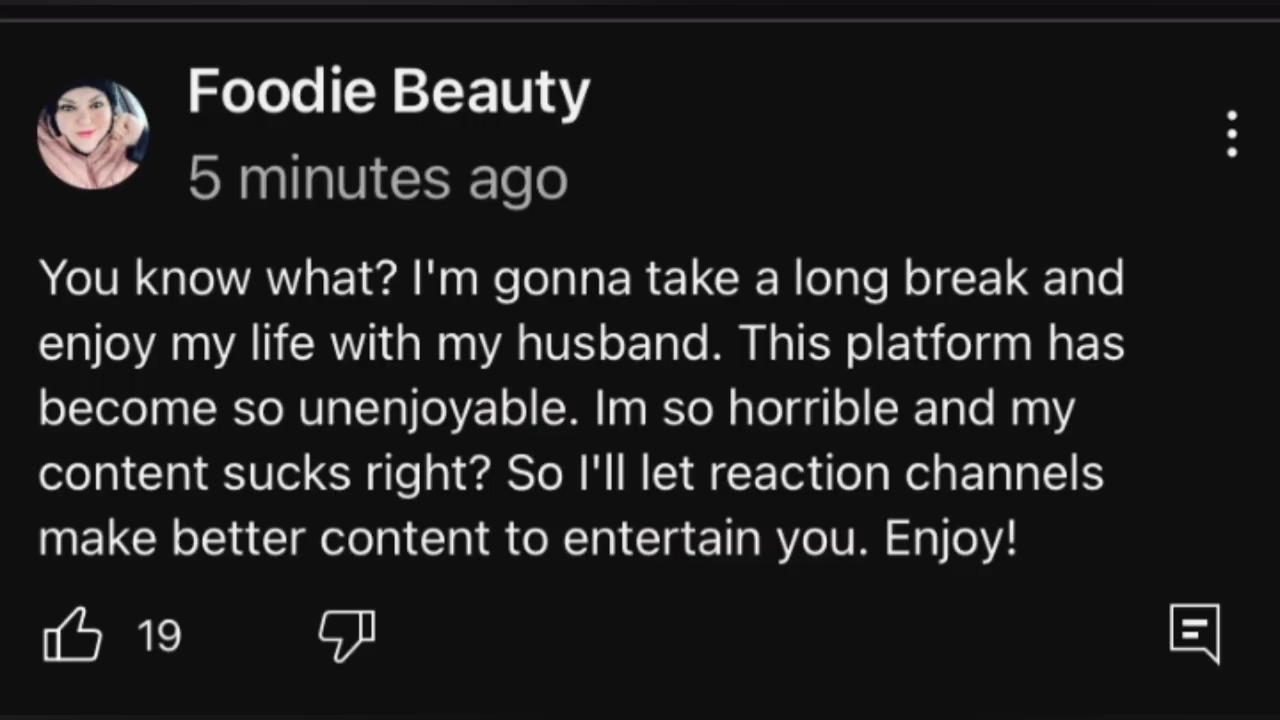 Foodie Beauty
5 minutes ago
You know what? I'm gonna take a long break and
enjoy my life with my husband. This platform has
become so unenjoyable. Im so horrible and my
content sucks right? So I'll let reaction channels
make better content to entertain you. Enjoy!
19